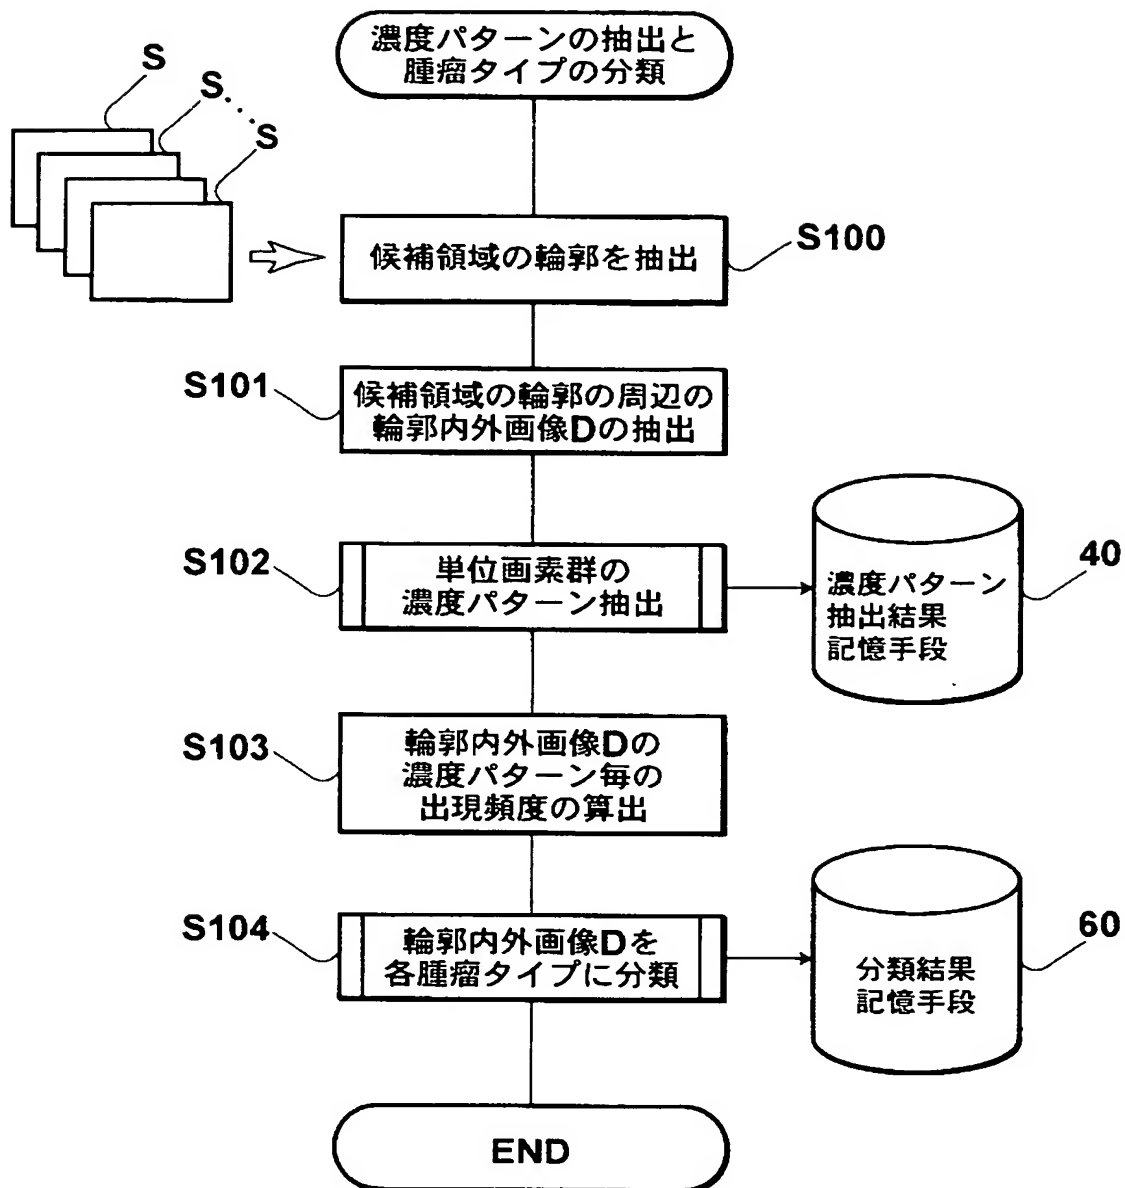 濃度パターンの抽出と
腫瘤タイプの分類
S
S・・・・
S
候補領域の輪郭を抽出
S100
S101
候補領域の輪郭の周辺の
輪郭内外画像Dの抽出
S102
単位画素群の
濃度パターン抽出
40
濃度パターン
抽出結果
記憶手段
S103
輪郭内外画像Dの
濃度パターン毎の
出現頻度の算出
S104
輪郭内外画像Dを
各腫瘤タイプに分類
60
分類結果
記憶手段
END